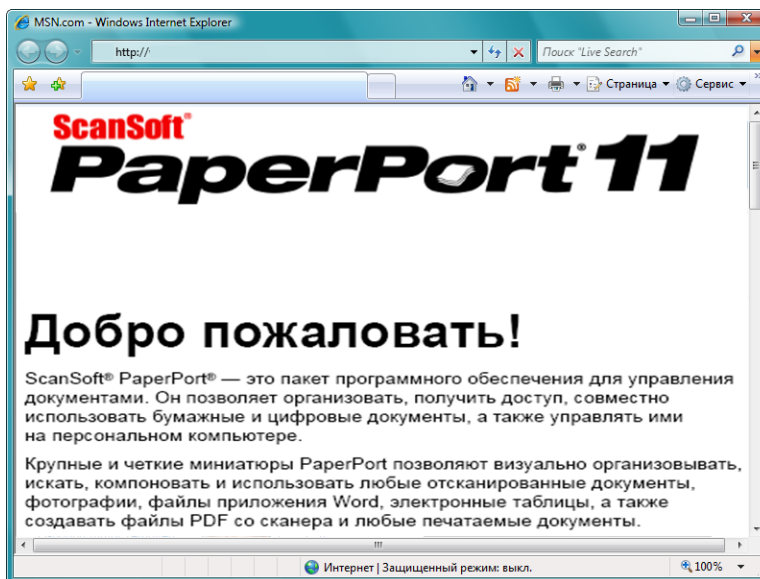 MSN.com - Windows Internet Explorer
http://
Поиск "Live Search"
Страница
Сервис
ScanSoft®
PaperPort® 11
Добро пожаловать!
ScanSoft® PaperPort® — это пакет программного обеспечения для управления
документами. Он позволяет организовать, получить доступ, совместно
использовать бумажные и цифровые документы, а также управлять ими
на персональном компьютере.
Крупные и четкие миниатюры PaperPort позволяют визуально организовывать,
искать, компоновать и использовать любые отсканированные документы,
фотографии, файлы приложения Word, электронные таблицы, а также
создавать файлы PDF со сканера и любые печатаемые документы.
Интернет | Защищенный режим: выкл.
100%